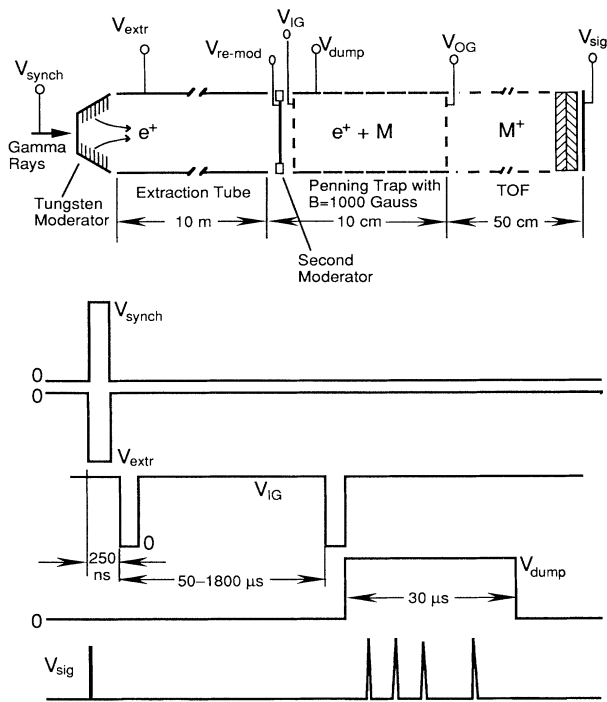 V_IG
V_extr
V_re-mod
V_dump
V_OG
V_sig
V_synch
Gamma
Rays
e+
e+ + M
M+
Tungsten
Moderator
Extraction Tube
Penning Trap with
B=1000 Gauss
TOF
10 m
10 cm
50 cm
Second
Moderator
V_synch
0
0
V_extr
V_IG
0
250
ns
50–1800 μs
V_dump
30 μs
0
V_sig